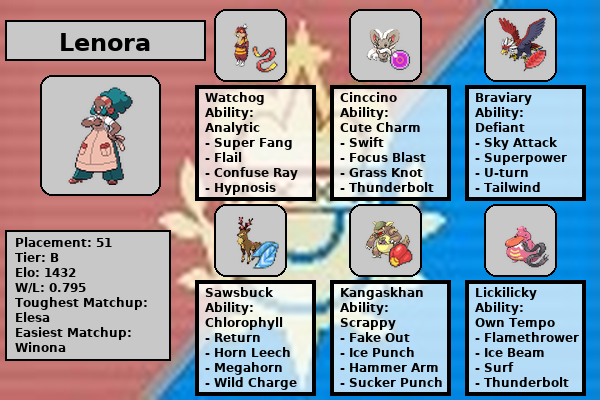 Lenora
Watchog
Ability:
Analytic
- Super Fang
- Flail
- Confuse Ray
- Hypnosis
Cinccino
Ability:
Cute Charm
- Swift
- Focus Blast
- Grass Knot
- Thunderbolt
Braviary
Ability:
Defiant
- Sky Attack
- Superpower
- U-turn
- Tailwind
Placement: 51
Tier: B
Elo: 1432
W/L: 0.795
Toughest Matchup:
Elesa
Easiest Matchup:
Winona
Sawsbuck
Ability:
Chlorophyll
- Return
- Horn Leech
- Megahorn
- Wild Charge
Kangaskhan
Ability:
Scrappy
- Fake Out
- Ice Punch
- Hammer Arm
- Sucker Punch
Lickilicky
Ability:
Own Tempo
- Flamethrower
- Ice Beam
- Surf
- Thunderbolt